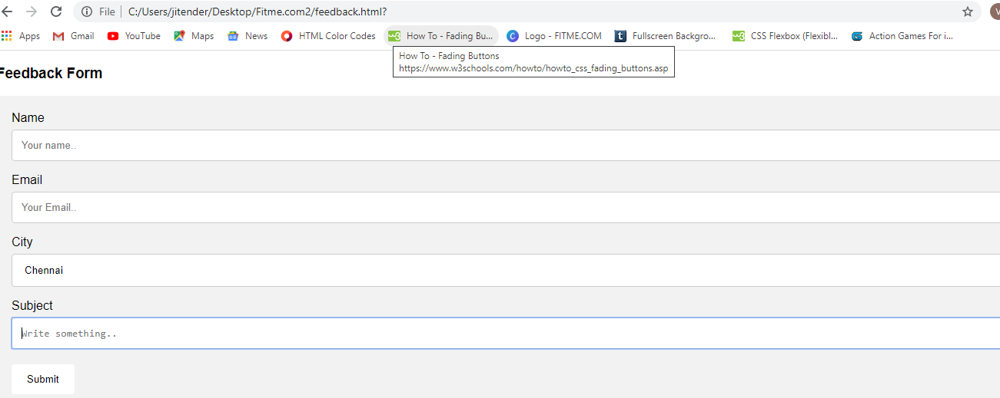 File C:/Users/jitender/Desktop/Fitme.com2/feedback.html?
Apps Gmail YouTube Maps News HTML Color Codes How To - Fading Bu... Logo - FITME.COM Fullscreen Backgro... CSS Flexbox (Flexibl... Action Games For i...
How To - Fading Buttons
https://www.w3schools.com/howto/howto_css_fading_buttons.asp
Feedback Form
Name
Your name..
Email
Your Email..
City
Chennai
Subject
Write something..
Submit